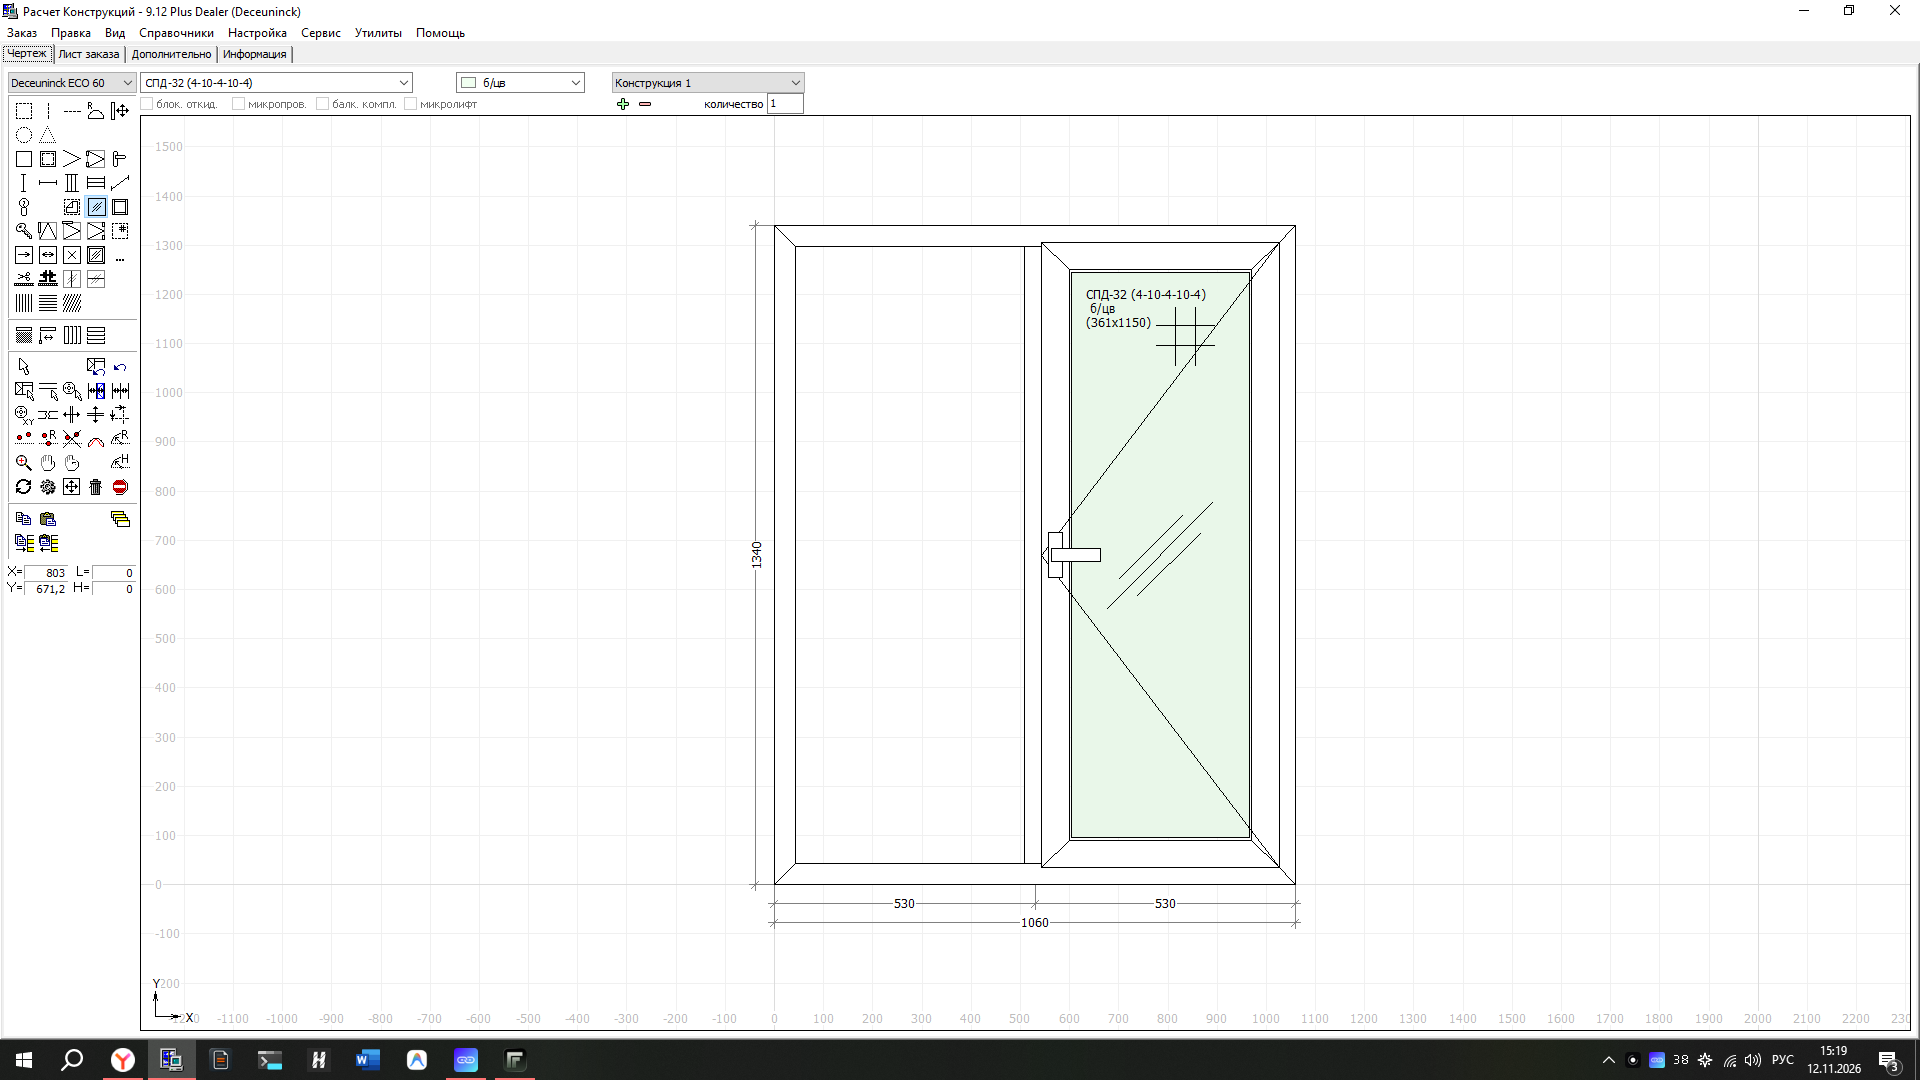 Расчет Конструкций - 9.12 Plus Dealer (Deceuninck)
Заказ Правка Вид Справочники Настройка Сервис Утилиты Помощь
Чертеж Лист заказа Дополнительно Информация
Deceuninck ECO 60 СПД-32 (4-10-4-10-4) б/цв Конструкция 1
блок. откид. микропров. балк. компл. микролифт количество 1
1500
1400
1300
1200
1100
1000
900
800
700
600
500
400
300
200
100
0
-100
СПД-32 (4-10-4-10-4)
б/цв
(361x1150)
1340
530 530
1060
X= 803 L= 0
Y= 671,2 H= 0
Y
X
-1100 -1000 -900 -800 -700 -600 -500 -400 -300 -200 -100 0 100 200 300 400 500 600 700 800 900 1000 1100 1200 1300 1400 1500 1600 1700 1800 1900 2000 2100 2200
38 РУС 15:19
12.11.2026
3